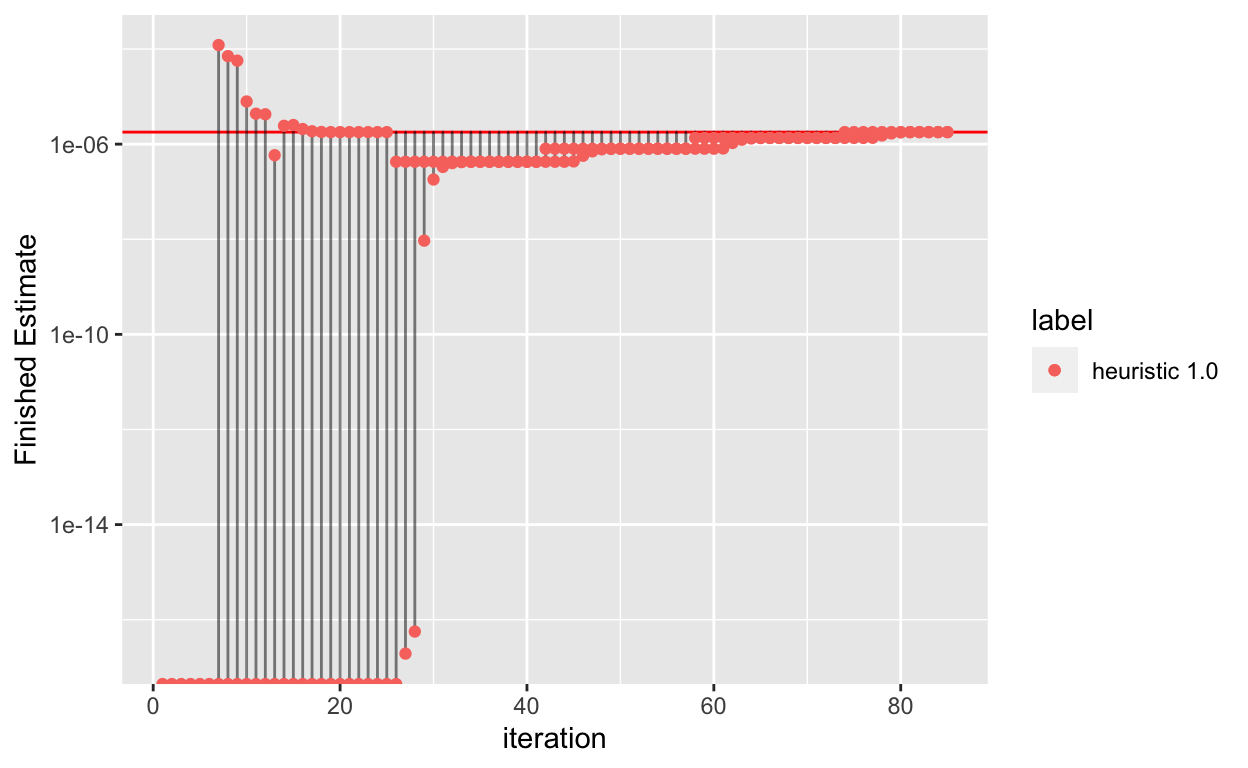 Finished Estimate
1e-06
1e-10
1e-14
0
20
40
60
80
iteration
label
heuristic 1.0